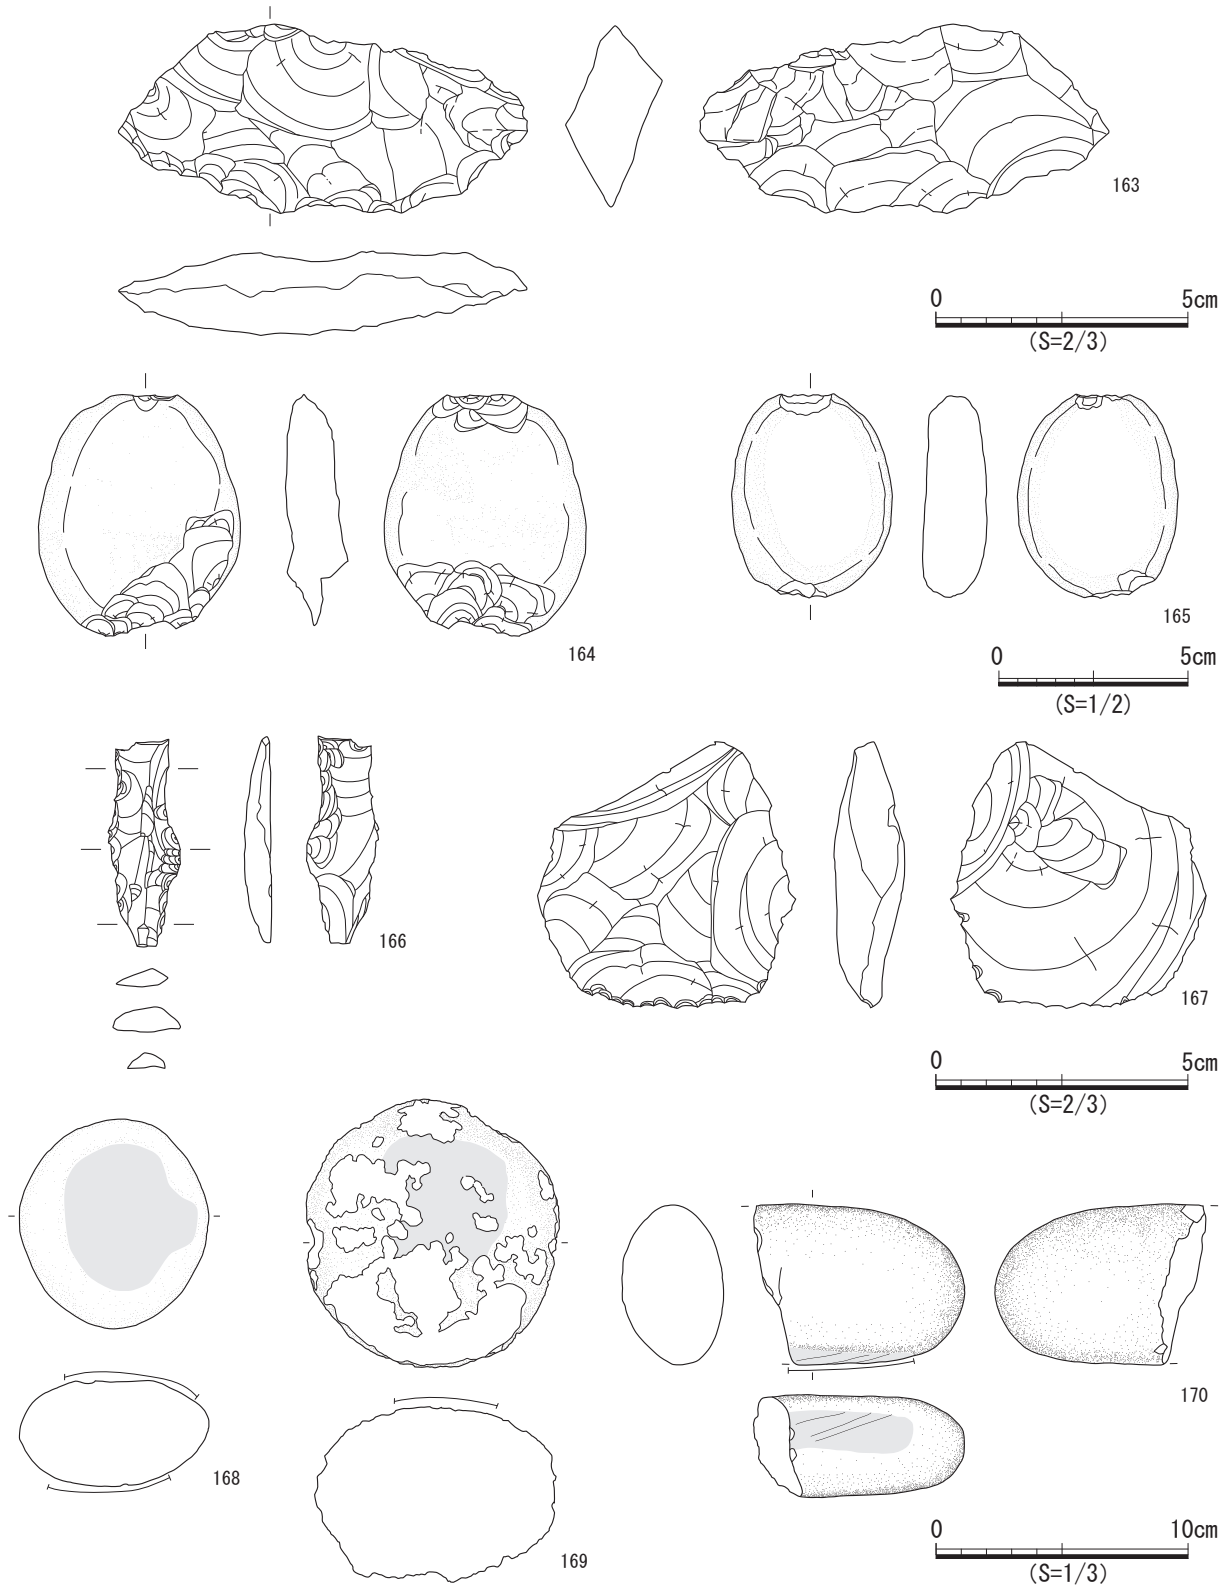 163
0 5cm
(S=2/3)
164
165
0 5cm
(S=1/2)
166
167
0 5cm
(S=2/3)
168
169
170
0 10cm
(S=1/3)